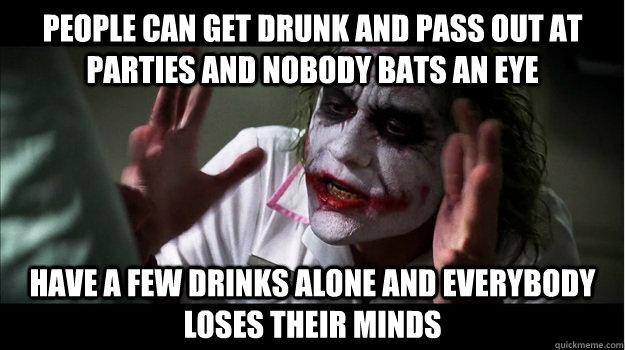 PEOPLE CAN GET DRUNK AND PASS OUT AT
PARTIES AND NOBODY BATS AN EYE
HAVE A FEW DRINKS ALONE AND EVERYBODY
LOSES THEIR MINDS
quickmeme.com